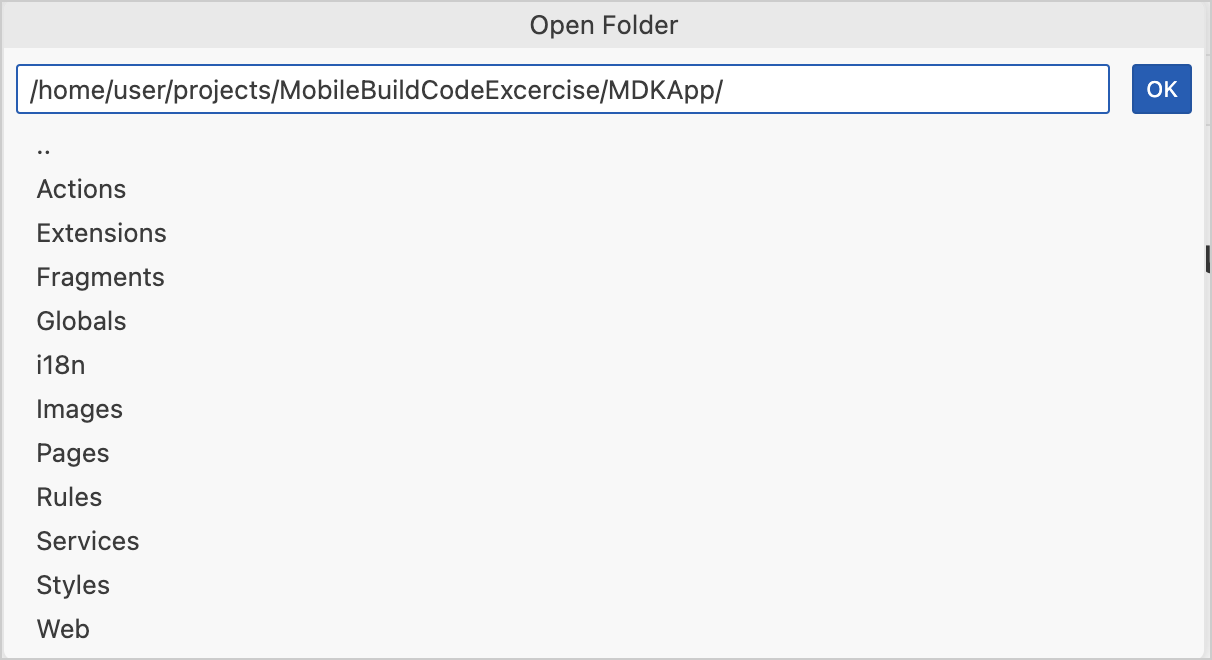 Open Folder
/home/user/projects/MobileBuildCodeExcercise/MDKApp/
OK
..
Actions
Extensions
Fragments
Globals
i18n
Images
Pages
Rules
Services
Styles
Web